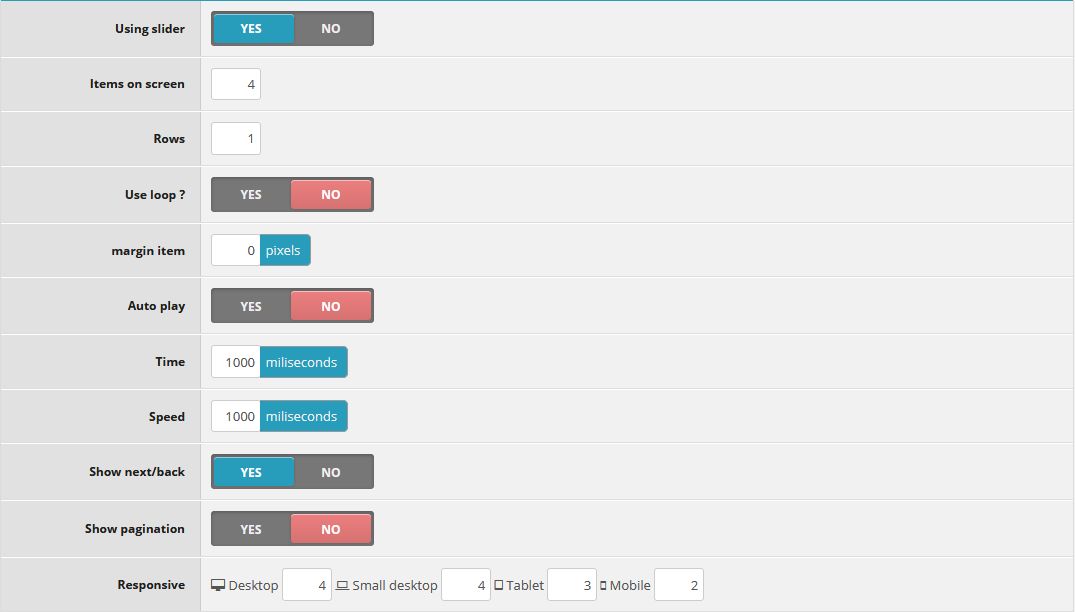 Using slider YES NO
Items on screen 4
Rows 1
Use loop ? YES NO
margin item 0 pixels
Auto play YES NO
Time 1000 miliseconds
Speed 1000 miliseconds
Show next/back YES NO
Show pagination YES NO
Responsive Desktop 4 Small desktop 4 Tablet 3 Mobile 2